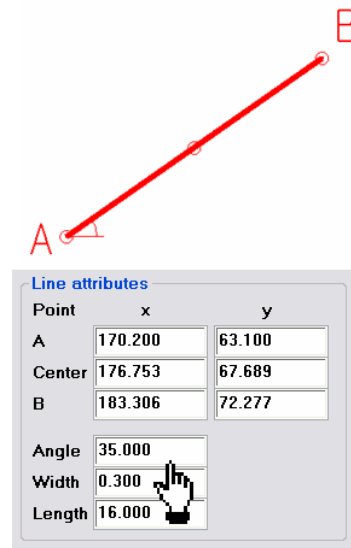 B
A
Line attributes
Point x y
A 170.200 63.100
Center 176.753 67.689
B 183.306 72.277
Angle 35.000
Width 0.300
Length 16.000